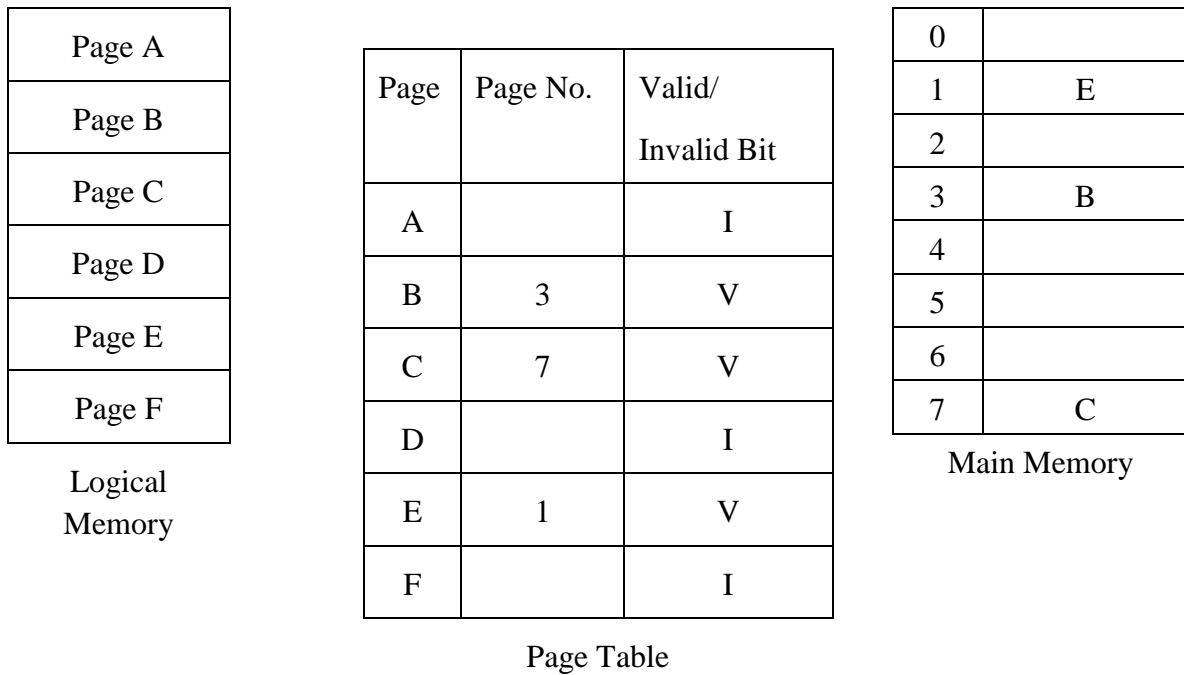 Page A
Page B
Page C
Page D
Page E
Page F
Logical
Memory
Page Page No. Valid/
Invalid Bit
A I
B 3 V
C 7 V
D I
E 1 V
F I
Page Table
0
1 E
2
3 B
4
5
6
7 C
Main Memory